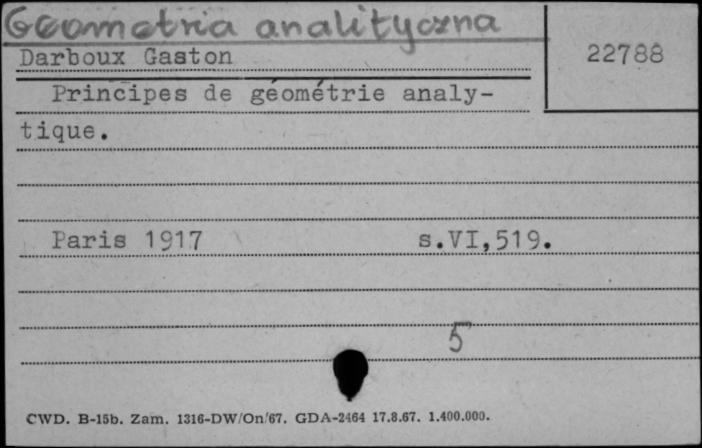 Geometria analityczna
Darboux Gaston
22788
Principes de géométrie analy-
tique.
Paris 1917 s.VI,519.
5
CWD. B-15b. Zam. 1316-DW/On/67. GDA-2464 17.8.67. 1.400.000.